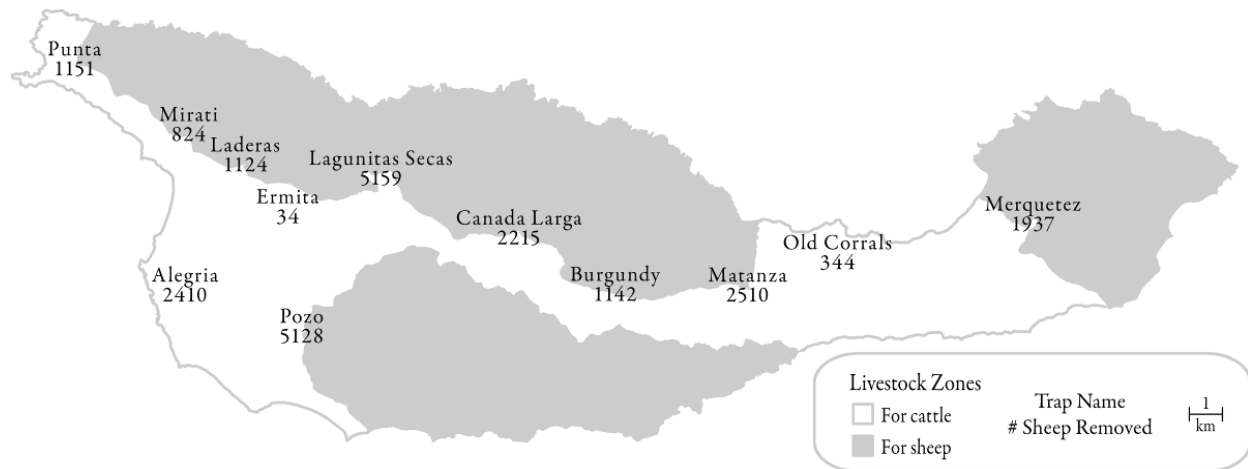 Punta
1151
Mirati
824
Laderas
1124
Lagunitas Secas
5159
Ermita
34
Canada Larga
2215
Merquetez
1937
Old Corrals
344
Alegria
2410
Burgundy
1142
Matanza
2510
Pozo
5128
Livestock Zones
For cattle
For sheep
Trap Name
# Sheep Removed
1
km